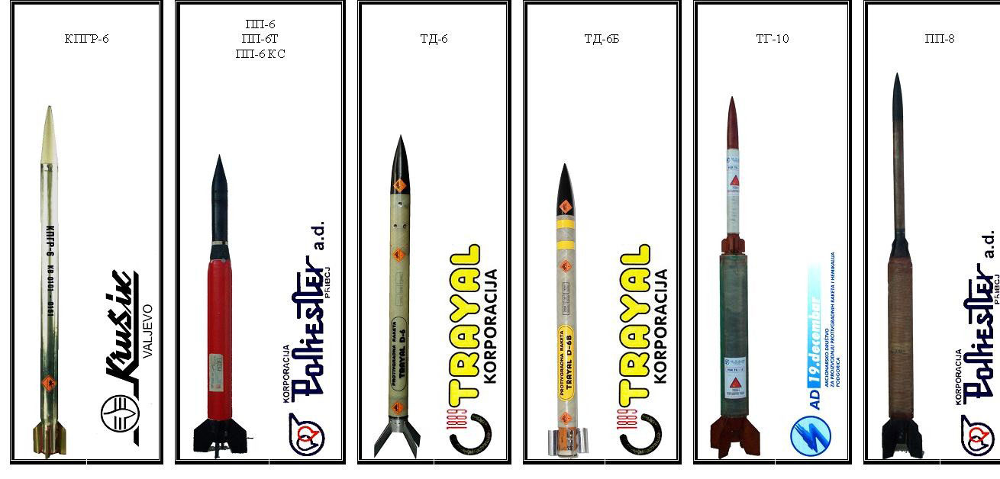 КПГР-6
КПГР-6 КВ 0101 - 0161
Krušik
VALJEVO
ПП-6
ПП-6Т
ПП-6 КС
KORPORACIJA
Poliester a.d.
PRIBOJ
ТД-6
PROTIVGRADNA RAKETA
TRAYAL D-6
1889 TRAYAL
KORPORACIJA
ТД-6Б
PROTIVGRADNA RAKETA
TRAYAL D-6B
1889 TRAYAL
KORPORACIJA
ТГ-10
AD 19.decembar
AKCIONARSKO DRUŠTVO
ZA PROIZVODNJU PROTIVGRADNIH RAKETA I HEMIKALIJA
PODGORICA
ПП-8
KORPORACIJA
Poliester a.d.
PRIBOJ